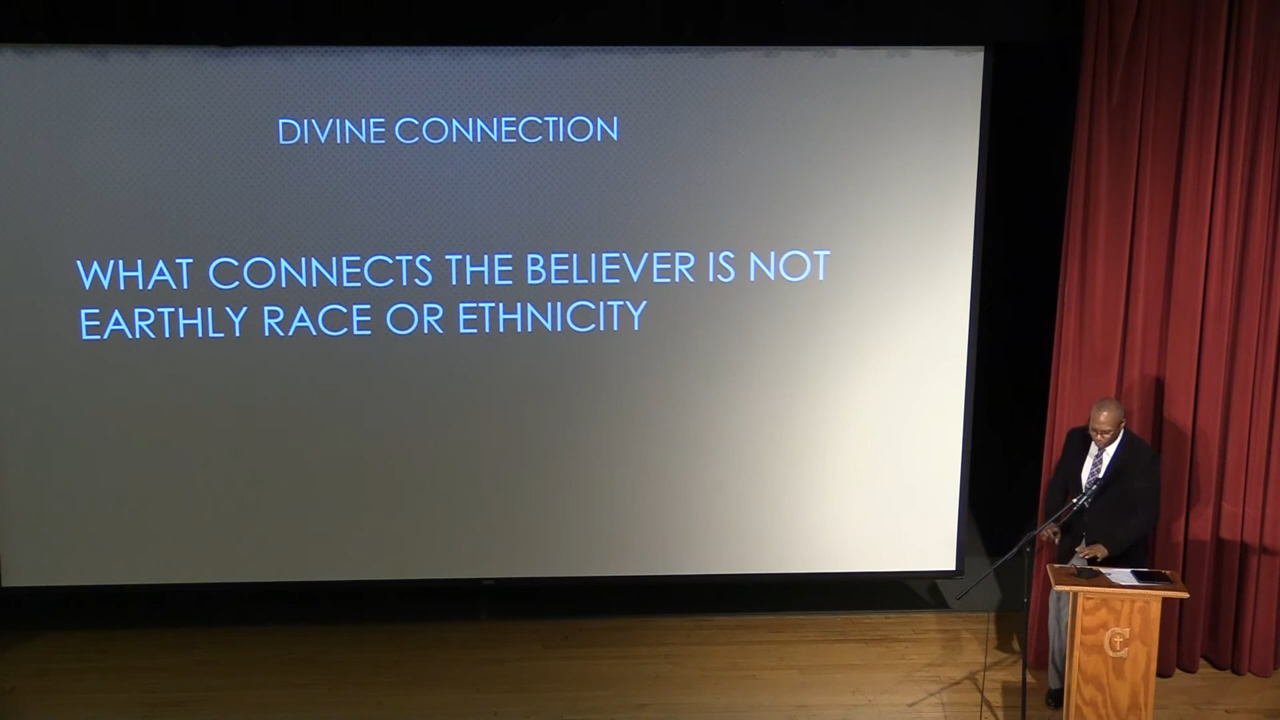 DIVINE CONNECTION
WHAT CONNECTS THE BELIEVER IS NOT
EARTHLY RACE OR ETHNICITY
C